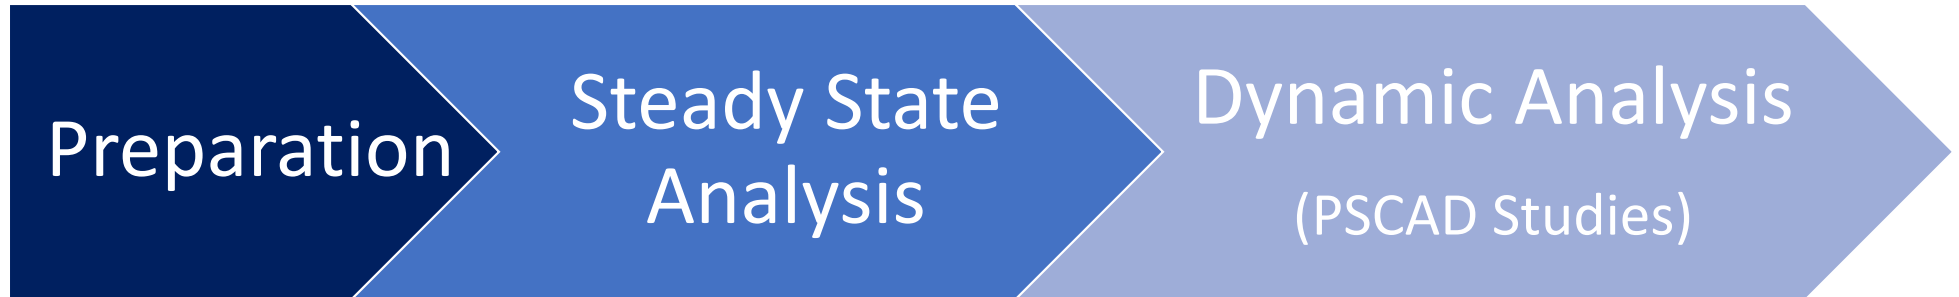 Preparation
Steady State
Analysis
Dynamic Analysis
(PSCAD Studies)